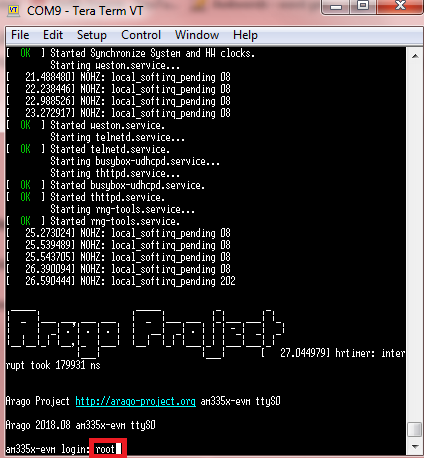 COM9 - Tera Term VT
File Edit Setup Control Window Help
[ OK ] Started Synchronize System and HW clocks.
Starting weston.service...
[ 21.488480] NOHZ: local_softirq_pending 08
[ 22.238446] NOHZ: local_softirq_pending 08
[ 22.988526] NOHZ: local_softirq_pending 08
[ 23.272917] NOHZ: local_softirq_pending 08
[ OK ] Started weston.service.
Starting telnetd.service...
[ OK ] Started telnetd.service.
Starting busybox-udhcpd.service...
Starting thttpd.service...
[ OK ] Started busybox-udhcpd.service.
[ OK ] Started thttpd.service.
Starting rng-tools.service...
[ OK ] Started rng-tools.service.
[ 25.273024] NOHZ: local_softirq_pending 08
[ 25.539489] NOHZ: local_softirq_pending 08
[ 25.543705] NOHZ: local_softirq_pending 08
[ 26.390094] NOHZ: local_softirq_pending 08
[ 26.590444] NOHZ: local_softirq_pending 202
Arago Project
[ 27.044979] hrtimer: inter
rupt took 179931 ns
Arago Project http://arago-project.org am335x-evm ttyS0
Arago 2018.08 am335x-evm ttyS0
am335x-evm login: root